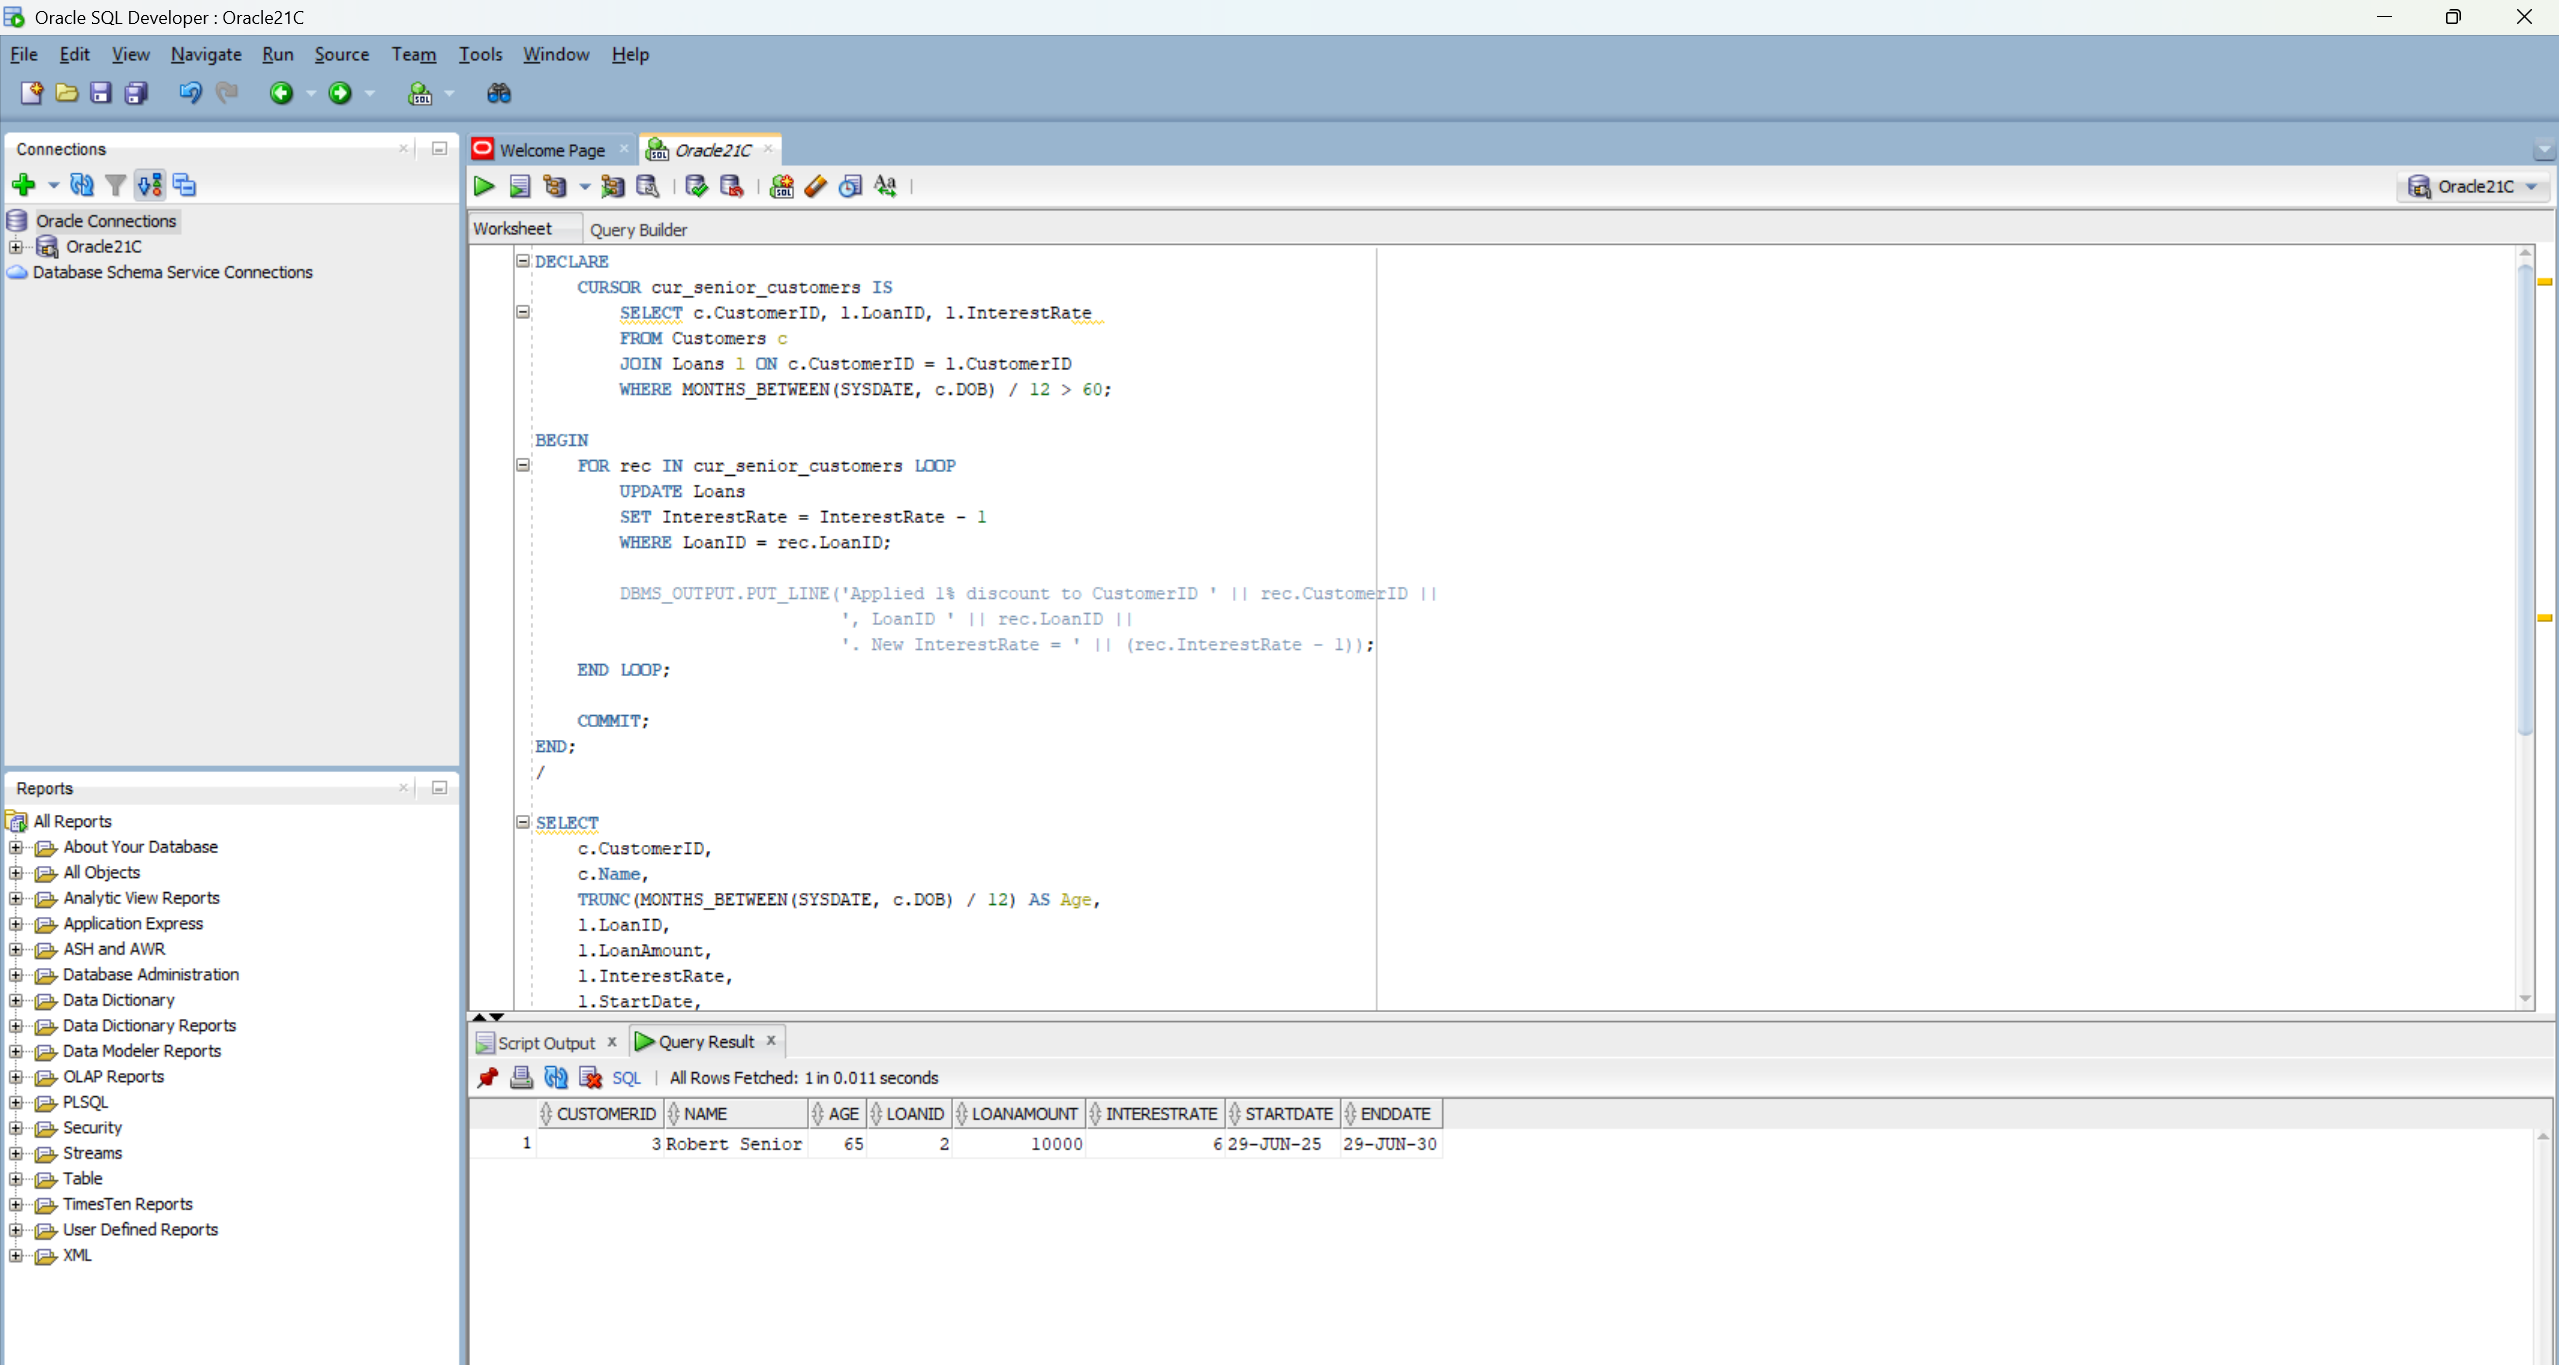 Oracle SQL Developer : Oracle21C
File Edit View Navigate Run Source Team Tools Window Help
Connections
Oracle Connections
Oracle21C
Database Schema Service Connections
Reports
All Reports
About Your Database
All Objects
Analytic View Reports
Application Express
ASH and AWR
Database Administration
Data Dictionary
Data Dictionary Reports
Data Modeler Reports
OLAP Reports
PLSQL
Security
Streams
Table
TimesTen Reports
User Defined Reports
XML
Welcome Page Oracle21C
Oracle21C
Worksheet Query Builder
DECLARE
    CURSOR cur_senior_customers IS
        SELECT c.CustomerID, l.LoanID, l.InterestRate
        FROM Customers c
        JOIN Loans l ON c.CustomerID = l.CustomerID
        WHERE MONTHS_BETWEEN(SYSDATE, c.DOB) / 12 > 60;
BEGIN
    FOR rec IN cur_senior_customers LOOP
        UPDATE Loans
        SET InterestRate = InterestRate - 1
        WHERE LoanID = rec.LoanID;
        DBMS_OUTPUT.PUT_LINE('Applied 1% discount to CustomerID ' || rec.CustomerID ||
                             ', LoanID ' || rec.LoanID ||
                             '. New InterestRate = ' || (rec.InterestRate - 1));
    END LOOP;
    COMMIT;
END;
/
SELECT
    c.CustomerID,
    c.Name,
    TRUNC(MONTHS_BETWEEN(SYSDATE, c.DOB) / 12) AS Age,
    l.LoanID,
    l.LoanAmount,
    l.InterestRate,
    l.StartDate,
Script Output Query Result
SQL All Rows Fetched: 1 in 0.011 seconds
CUSTOMERID NAME AGE LOANID LOANAMOUNT INTERESTRATE STARTDATE ENDDATE
1 3 Robert Senior 65 2 10000 6 29-JUN-25 29-JUN-30